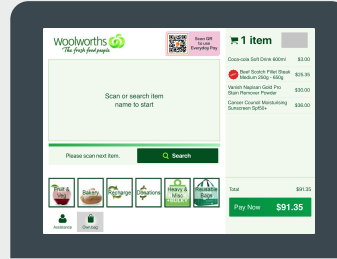 Woolworths
The fresh food people
Scan QR
to use
Everyday Pay
1 item
Coca-cola Soft Drink 600ml $3.00
Beef Scotch Fillet Steak
Medium 200g - 650g $25.35
Vanish Napisan Gold Pro
Stain Remover Powder $30.00
Cancer Council Moisturising
Sunscreen Spf50+ $36.00
Scan or search item
name to start
Please scan next item.
Search
Fruit &
Veg
Bakery
Recharge
Donations
Heavy &
Misc
Reusable
Bags
Assistance
Own bag
Total $91.35
Pay Now $91.35